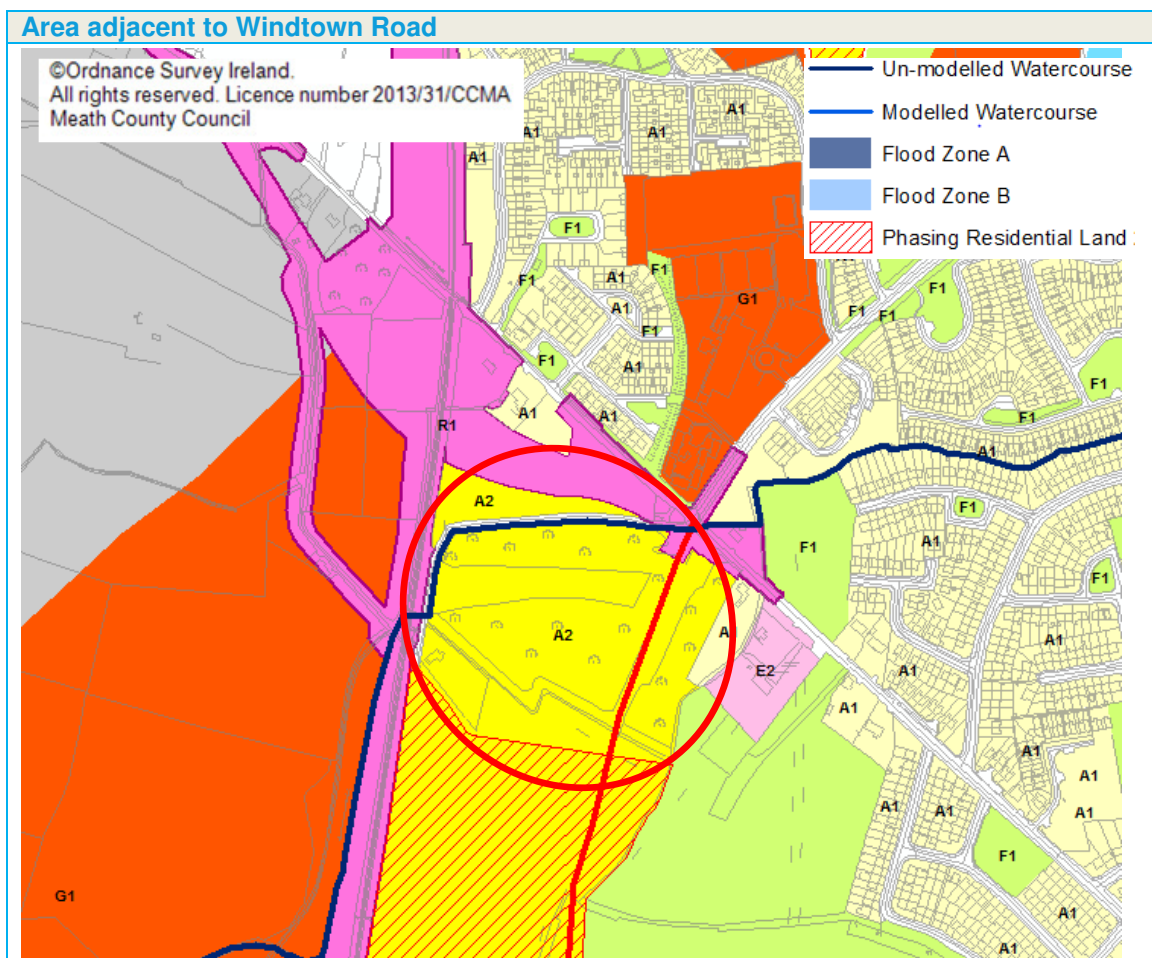 Area adjacent to Windtown Road
©Ordnance Survey Ireland.
All rights reserved. Licence number 2013/31/CCMA
Meath County Council
Un-modelled Watercourse
Modelled Watercourse
Flood Zone A
Flood Zone B
Phasing Residential Land
A1
A1
A1
A1
F1
A1
F1
F1
A1
A1
F1
G1
F1
F1
F1
F1
A1
F1
A1
A1
R1
F1
A1
A2
F1
F1
A1
F1
A2
A1
E2
A1
A1
A1
A1
A1
A1
A1
A1
F1
G1
A1
A1